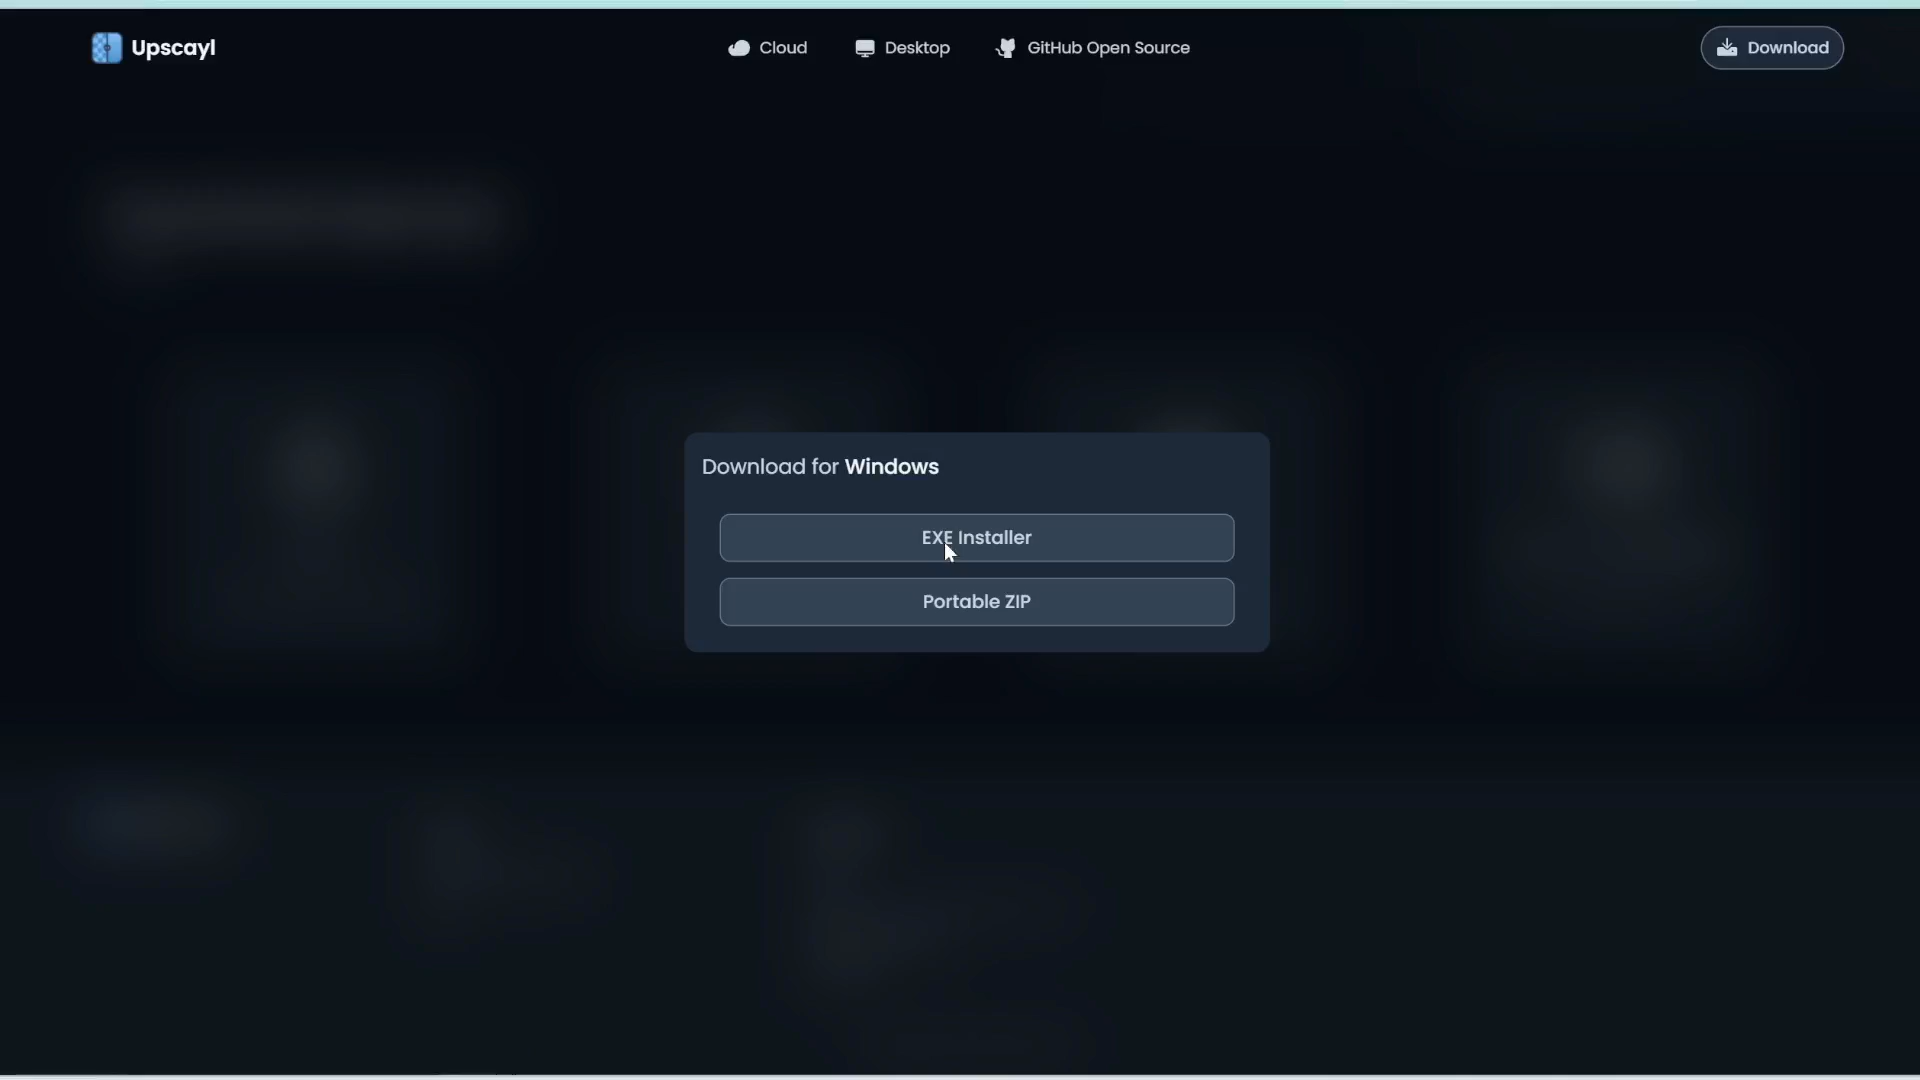 Upscayl
Cloud
Desktop
GitHub Open Source
Download
Download for Windows
EXE Installer
Portable ZIP